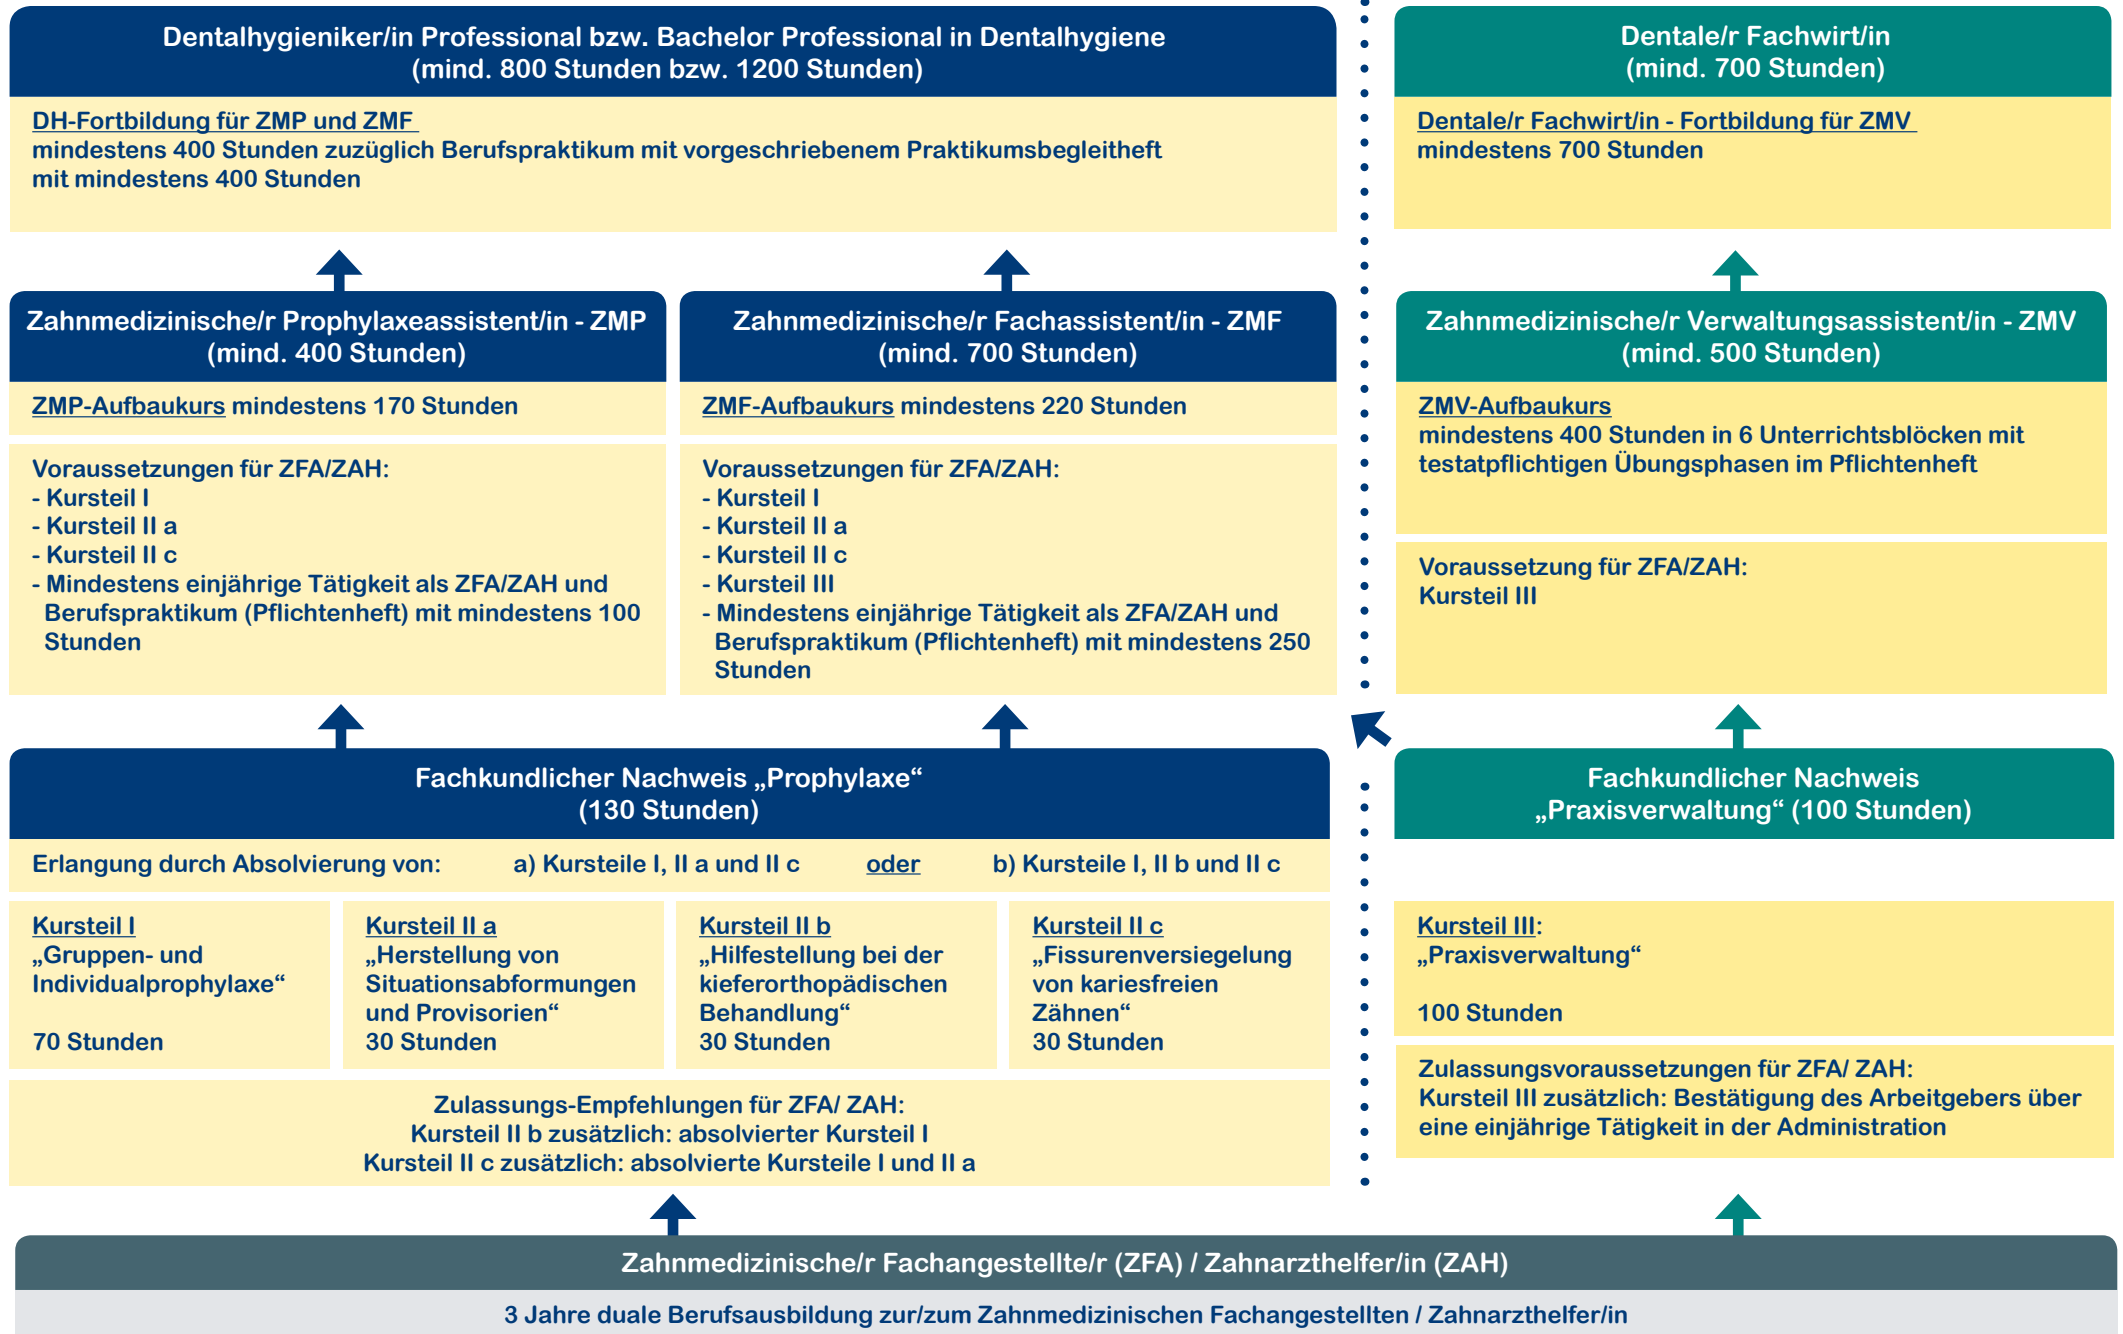 Dentalhygieniker/in Professional bzw. Bachelor Professional in Dentalhygiene
(mind. 800 Stunden bzw. 1200 Stunden)
DH-Fortbildung für ZMP und ZMF
mindestens 400 Stunden zuzüglich Berufspraktikum mit vorgeschriebenem Praktikumsbegleitheft
mit mindestens 400 Stunden
Dentale/r Fachwirt/in
(mind. 700 Stunden)
Dentale/r Fachwirt/in - Fortbildung für ZMV
mindestens 700 Stunden
Zahnmedizinische/r Prophylaxeassistent/in - ZMP
(mind. 400 Stunden)
ZMP-Aufbaukurs mindestens 170 Stunden
Voraussetzungen für ZFA/ZAH:
- Kursteil I
- Kursteil II a
- Kursteil II c
- Mindestens einjährige Tätigkeit als ZFA/ZAH und
Berufspraktikum (Pflichtenheft) mit mindestens 100
Stunden
Zahnmedizinische/r Fachassistent/in - ZMF
(mind. 700 Stunden)
ZMF-Aufbaukurs mindestens 220 Stunden
Voraussetzungen für ZFA/ZAH:
- Kursteil I
- Kursteil II a
- Kursteil II c
- Kursteil III
- Mindestens einjährige Tätigkeit als ZFA/ZAH und
Berufspraktikum (Pflichtenheft) mit mindestens 250
Stunden
Zahnmedizinische/r Verwaltungsassistent/in - ZMV
(mind. 500 Stunden)
ZMV-Aufbaukurs
mindestens 400 Stunden in 6 Unterrichtsblöcken mit
testatpflichtigen Übungsphasen im Pflichtenheft
Voraussetzung für ZFA/ZAH:
Kursteil III
Fachkundlicher Nachweis „Prophylaxe“
(130 Stunden)
Erlangung durch Absolvierung von: a) Kursteile I, II a und II c oder b) Kursteile I, II b und II c
Kursteil I
„Gruppen- und
Individualprophylaxe“
70 Stunden
Kursteil II a
„Herstellung von
Situationsabformungen
und Provisorien“
30 Stunden
Kursteil II b
„Hilfestellung bei der
kieferorthopädischen
Behandlung“
30 Stunden
Kursteil II c
„Fissurenversiegelung
von kariesfreien
Zähnen“
30 Stunden
Zulassungs-Empfehlungen für ZFA/ ZAH:
Kursteil II b zusätzlich: absolvierter Kursteil I
Kursteil II c zusätzlich: absolvierte Kursteile I und II a
Fachkundlicher Nachweis
„Praxisverwaltung“ (100 Stunden)
Kursteil III:
„Praxisverwaltung“
100 Stunden
Zulassungsvoraussetzungen für ZFA/ ZAH:
Kursteil III zusätzlich: Bestätigung des Arbeitgebers über
eine einjährige Tätigkeit in der Administration
Zahnmedizinische/r Fachangestellte/r (ZFA) / Zahnarzthelfer/in (ZAH)
3 Jahre duale Berufsausbildung zur/zum Zahnmedizinischen Fachangestellten / Zahnarzthelfer/in